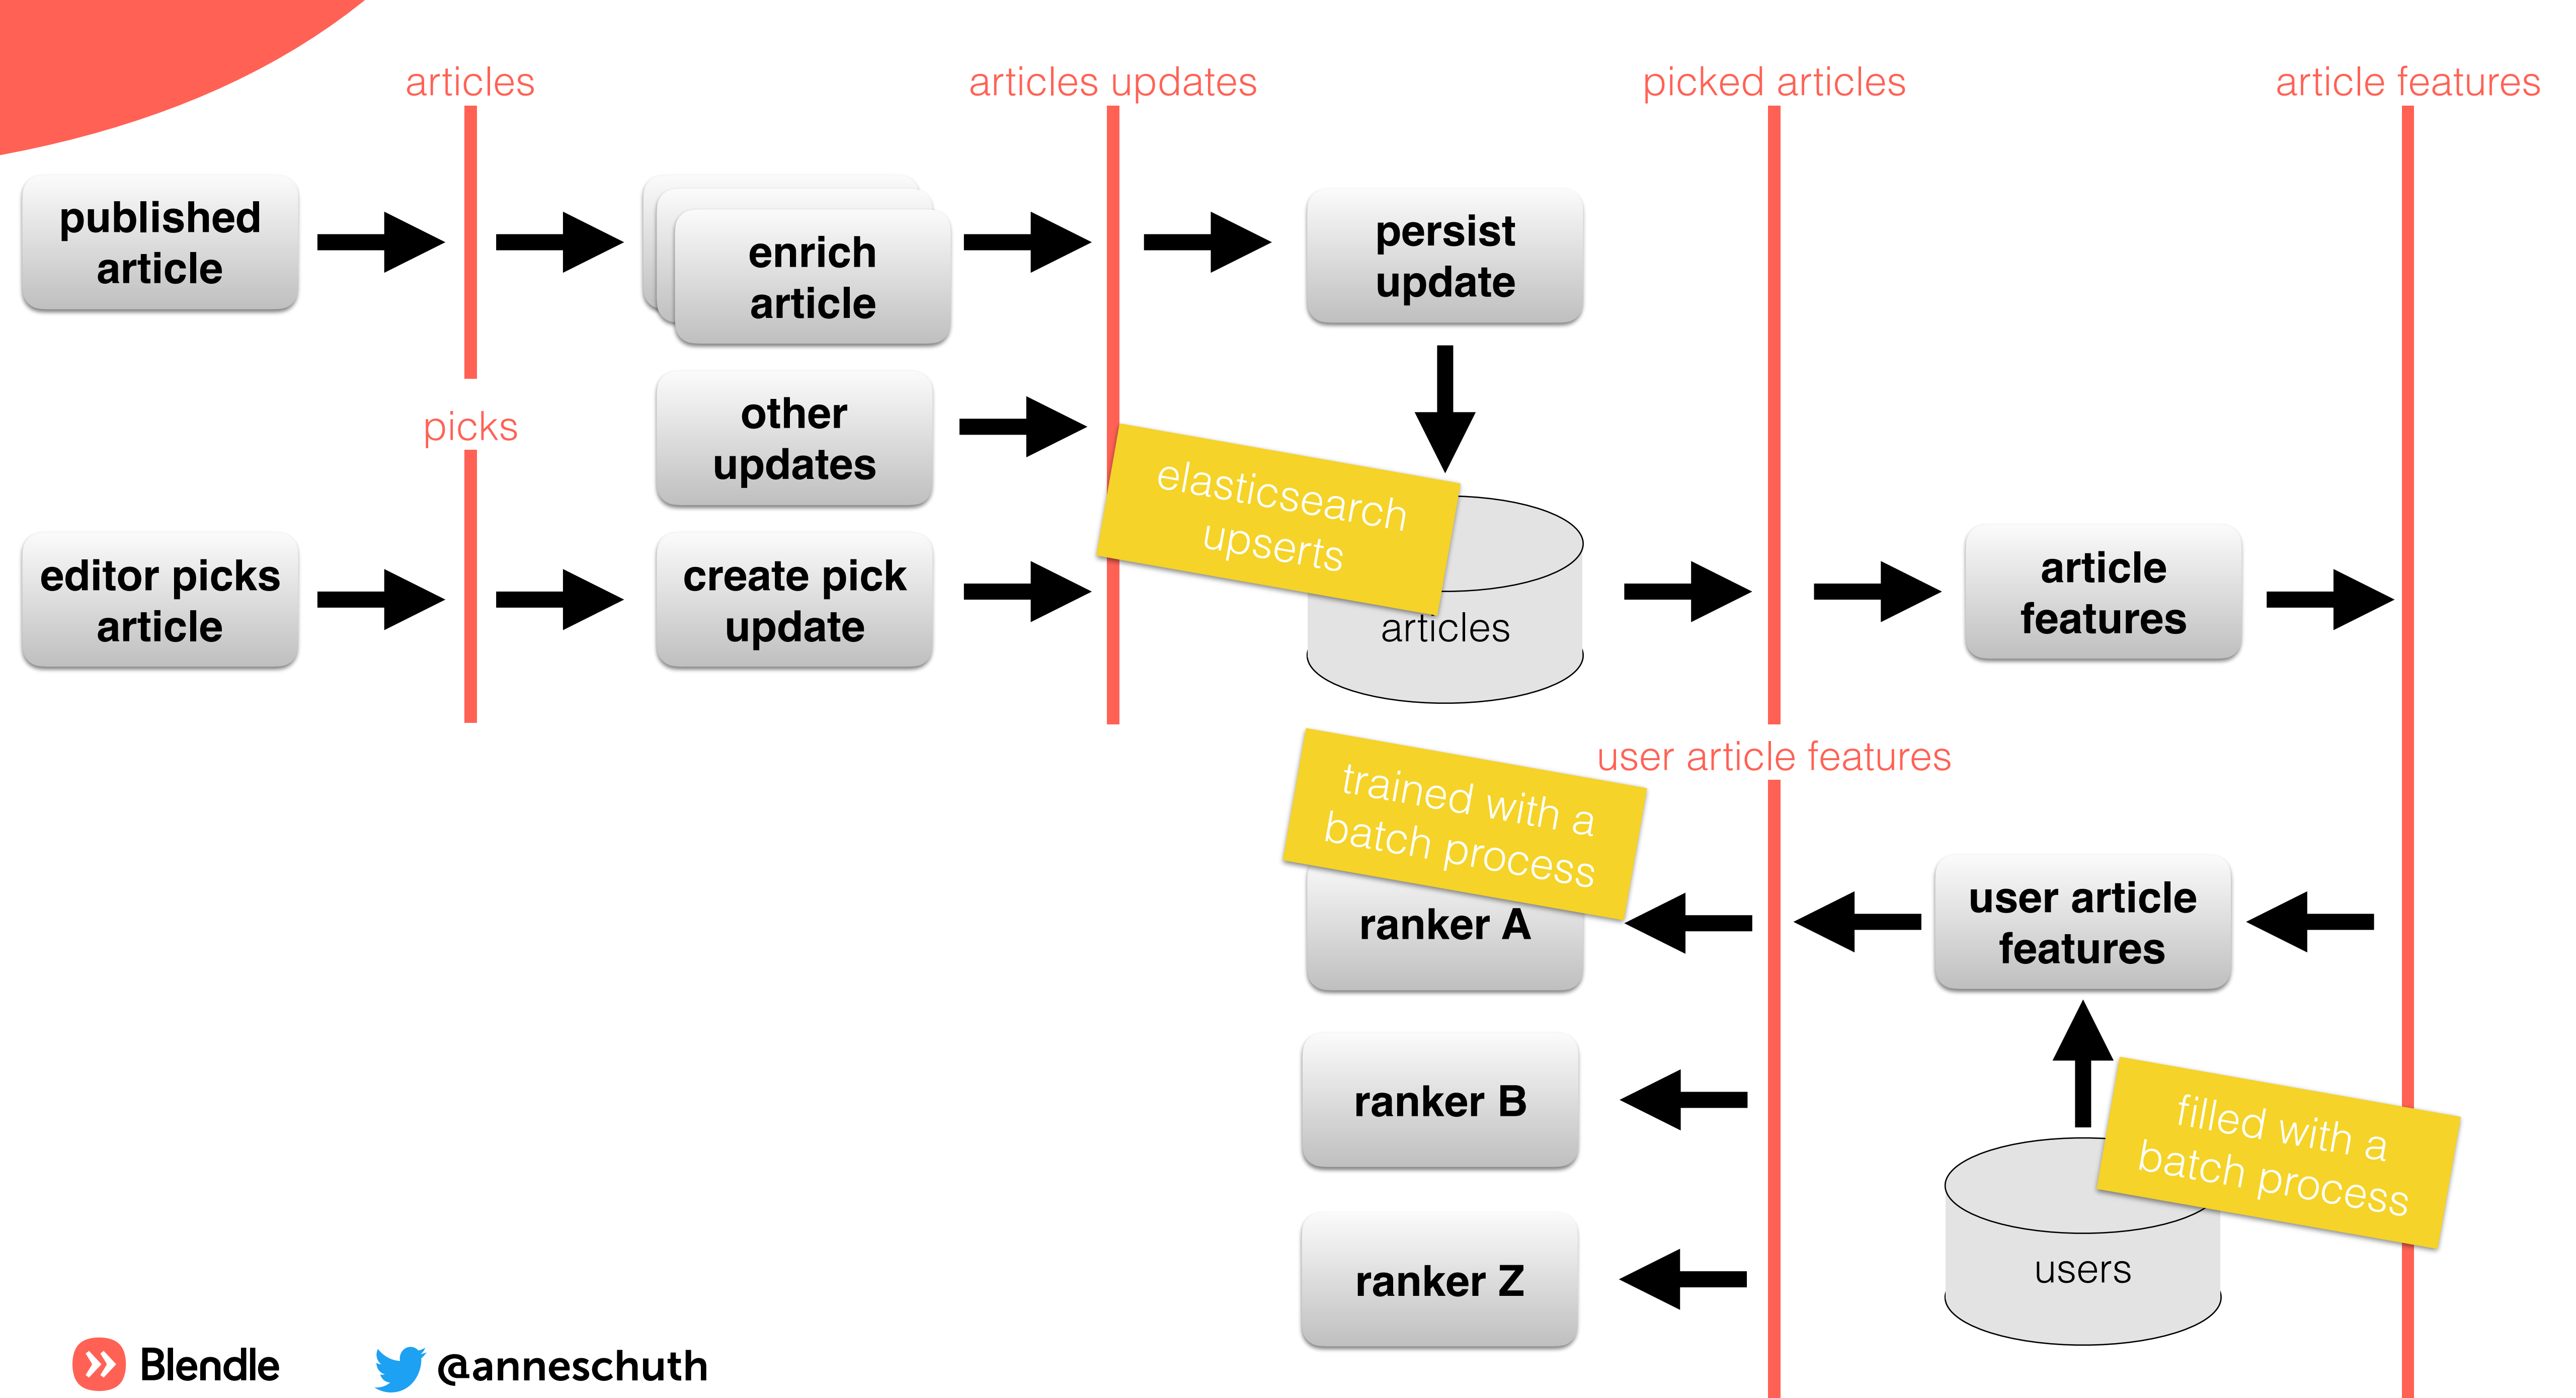 articles
articles updates
picked articles
article features
published
article
enrich
article
persist
update
other
updates
picks
elasticsearch
upserts
editor picks
article
create pick
update
articles
article
features
user article features
trained with a
batch process
ranker A
user article
features
ranker B
filled with a
batch process
ranker Z
users
Blendle
@anneschuth